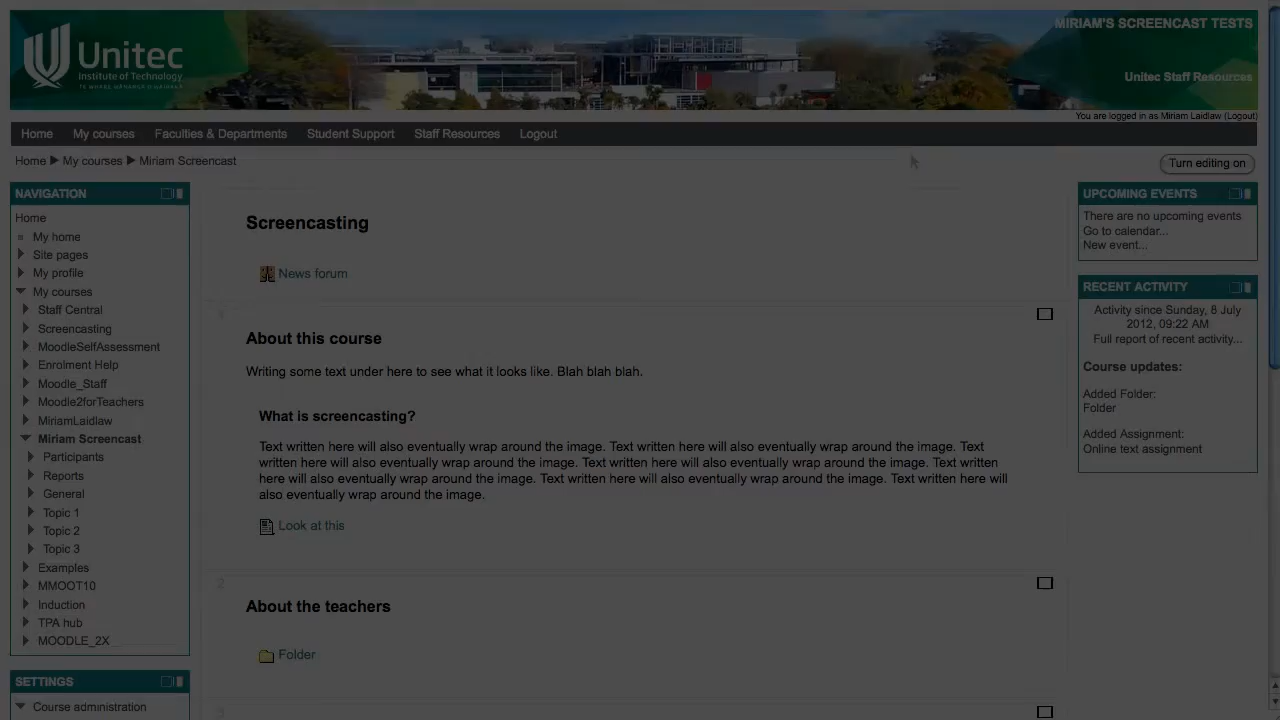 MIRIAM'S SCREENCAST TESTS
Unitec
Institute of Technology
Unitec Staff Resources
You are logged in as Miriam Laidlaw (Logout)
Home My courses Faculties & Departments Student Support Staff Resources Logout
Home My courses Miriam Screencast
Turn editing on
NAVIGATION
Home
My home
Site pages
My profile
My courses
Staff Central
Screencasting
MoodleSelfAssessment
Enrolment Help
Moodle_Staff
Moodle2forTeachers
MiriamLaidlaw
Miriam Screencast
Participants
Reports
General
Topic 1
Topic 2
Topic 3
Examples
MMOOT10
Induction
TPA hub
MOODLE_2X
SETTINGS
Course administration
Screencasting
News forum
1
About this course
Writing some text under here to see what it looks like. Blah blah blah.
What is screencasting?
Text written here will also eventually wrap around the image. Text written here will also eventually wrap around the image. Text
written here will also eventually wrap around the image. Text written here will also eventually wrap around the image. Text
written here will also eventually wrap around the image. Text written here will also eventually wrap around the image. Text written here will
also eventually wrap around the image.
Look at this
2
About the teachers
Folder
3
UPCOMING EVENTS
There are no upcoming events
Go to calendar...
New event...
RECENT ACTIVITY
Activity since Sunday, 8 July
2012, 09:22 AM
Full report of recent activity...
Course updates:
Added Folder:
Folder
Added Assignment:
Online text assignment